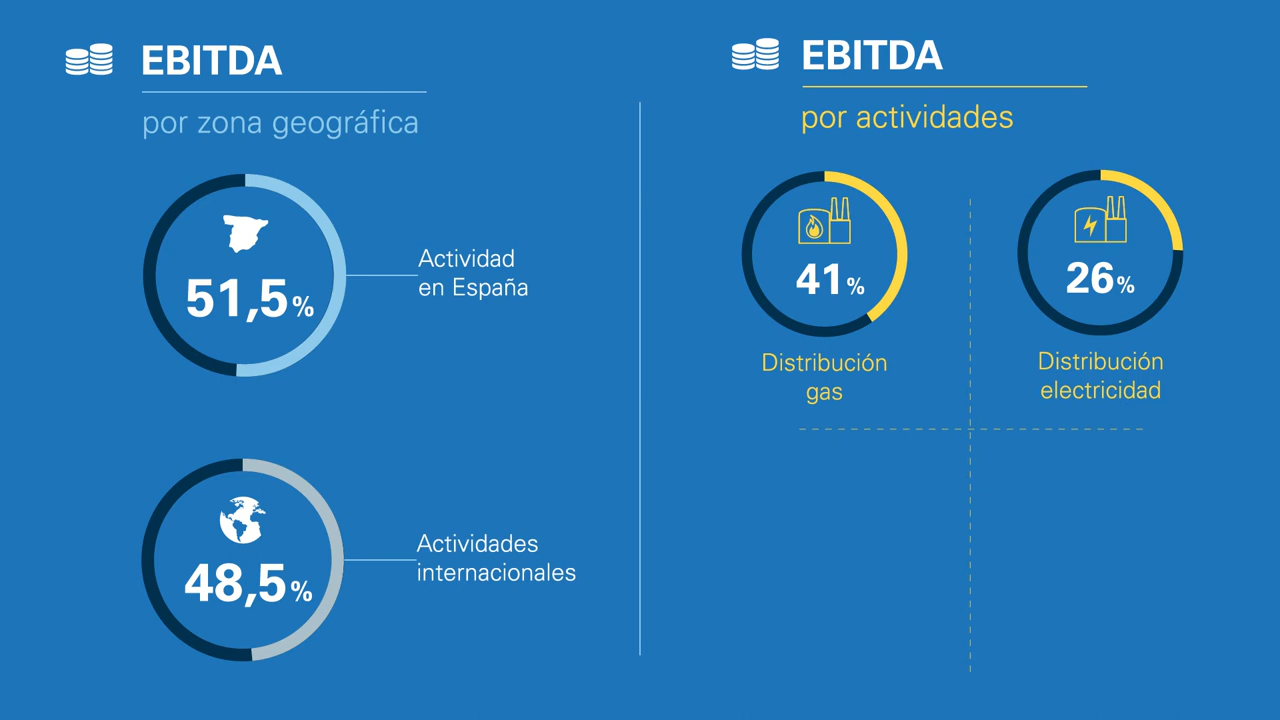 EBITDA
por zona geográfica
51,5%
Actividad
en España
48,5%
Actividades
internacionales
EBITDA
por actividades
41%
Distribución
gas
26%
Distribución
electricidad